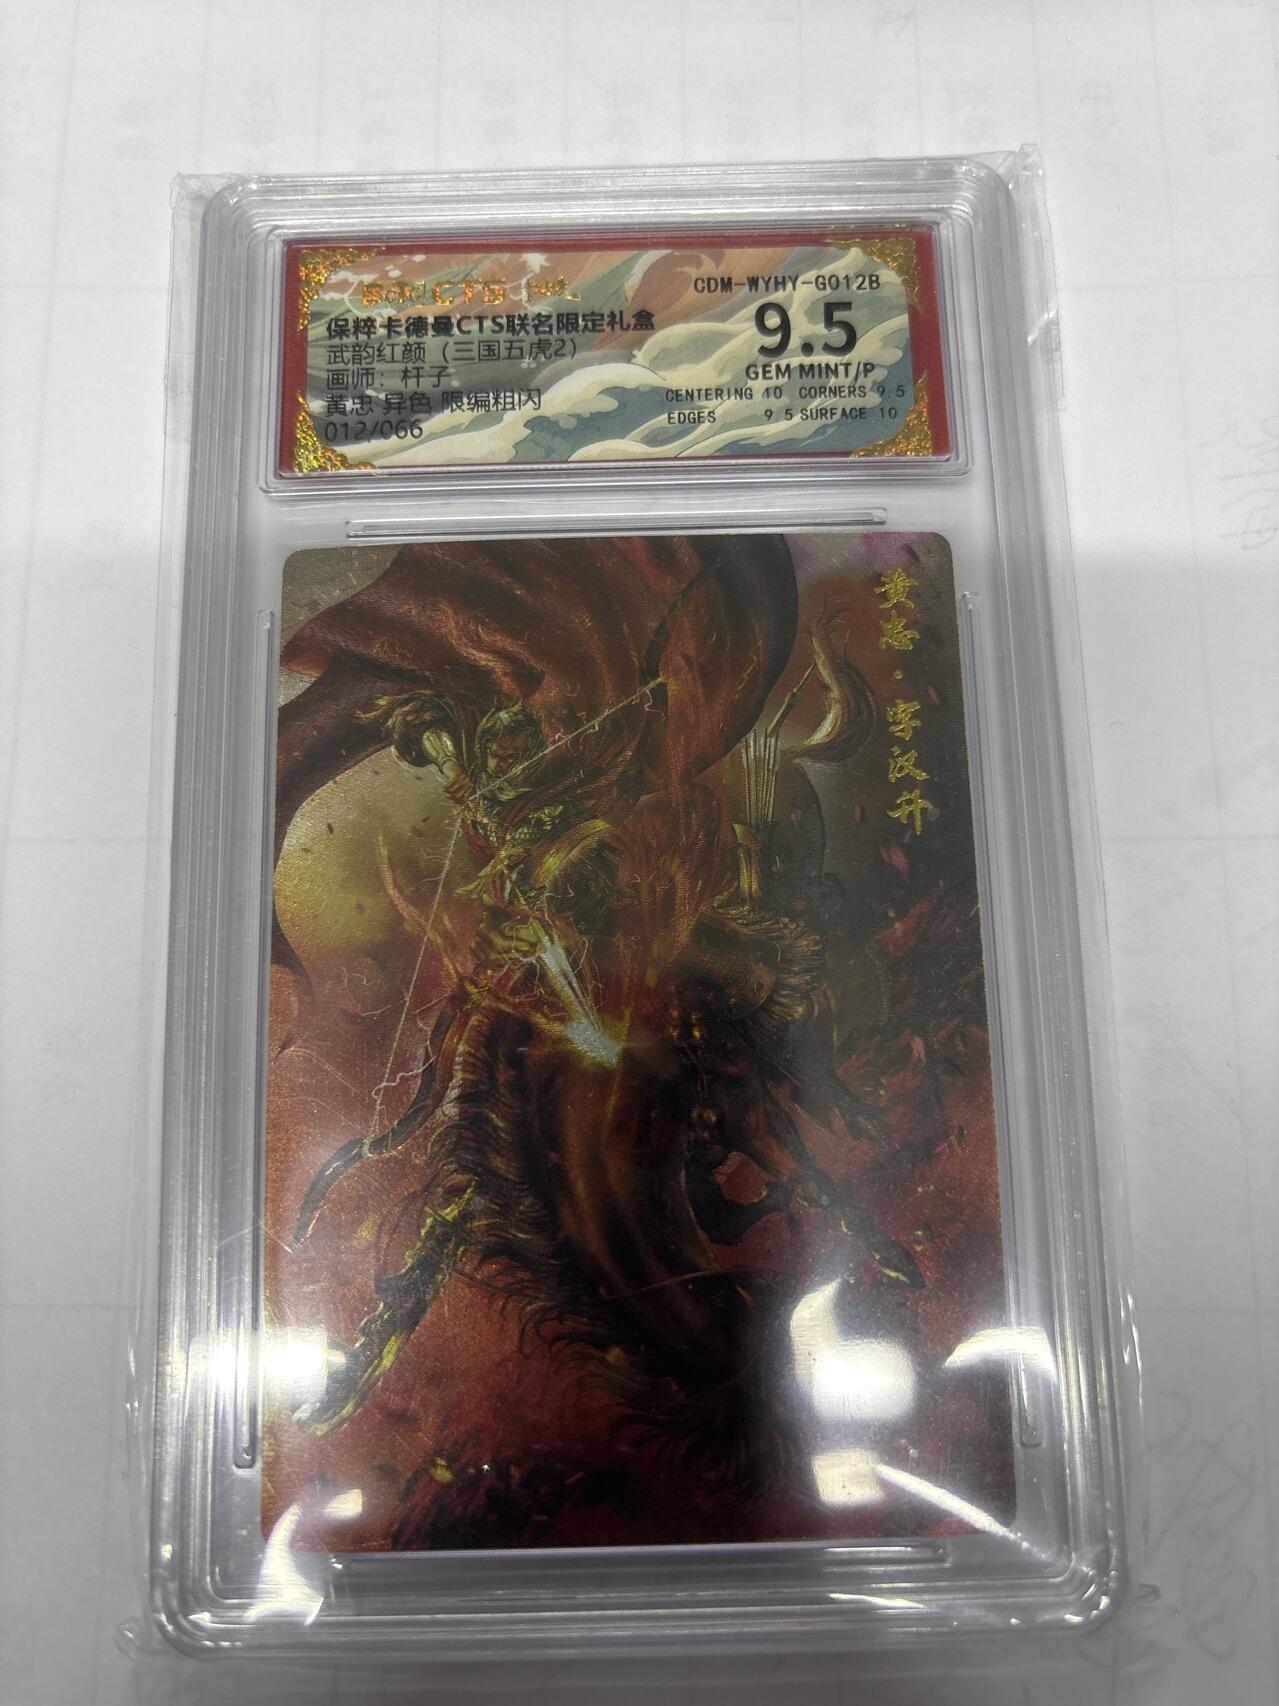 CTS
CDM-WYHY-G012B
保粹卡德曼CTS联名限定礼盒
9.5
武韵红颜（三国五虎2）
GEM MINT/P
画师：杆子
CENTERING 10 CORNERS 9.5
黄忠 异色 限编粗闪
EDGES 9.5 SURFACE 10
012/066
黄忠·字汉升